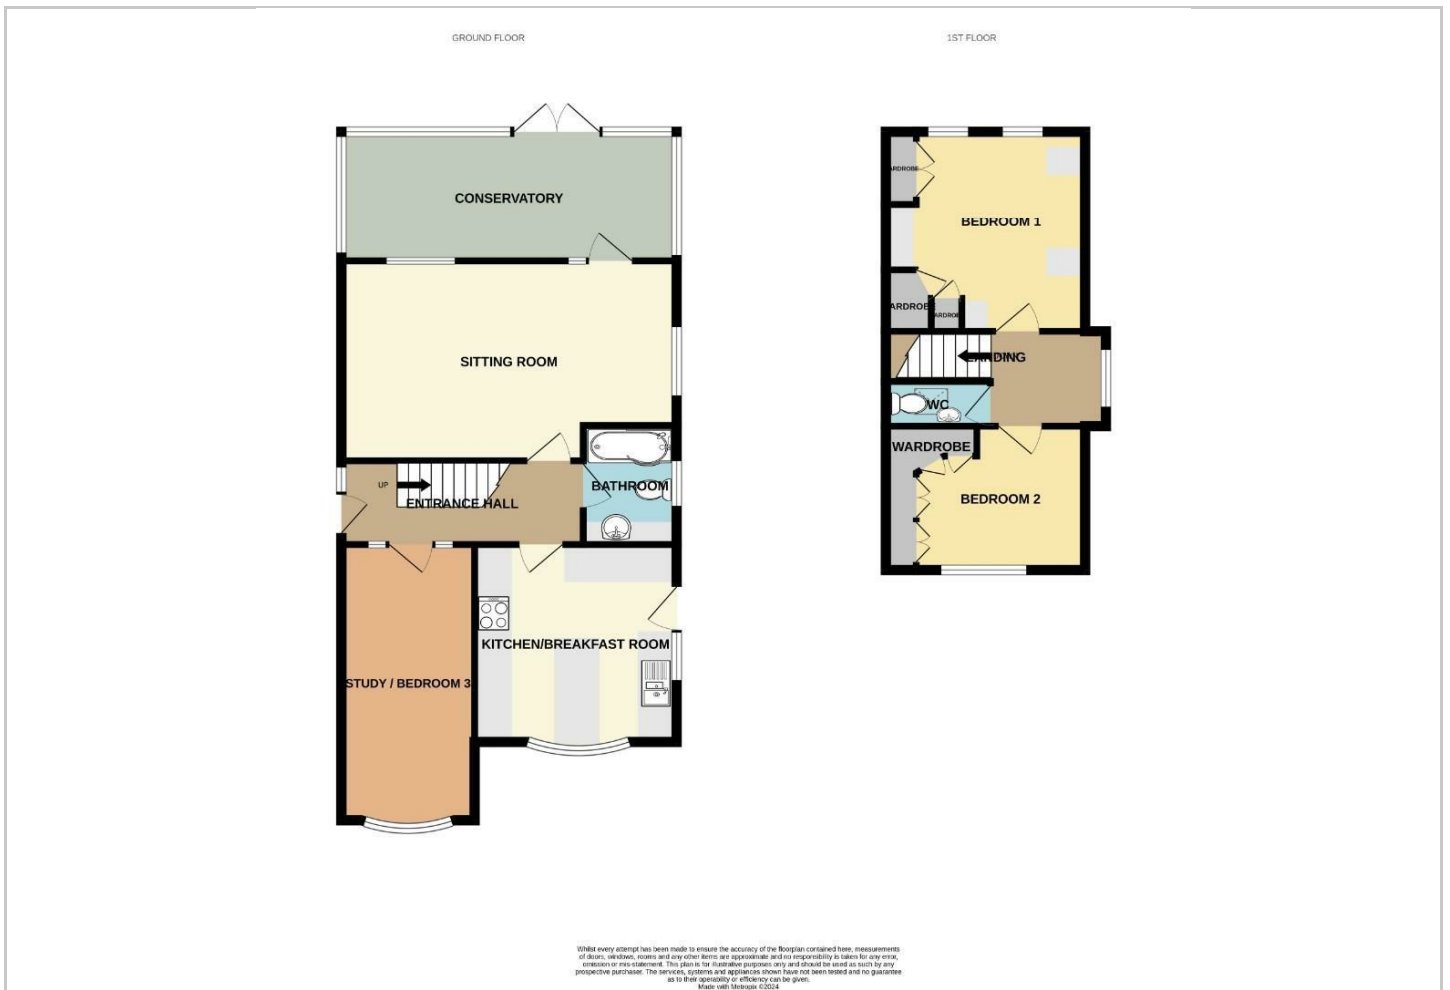 GROUND FLOOR
1ST FLOOR
CONSERVATORY
SITTING ROOM
BATHROOM
UP
ENTRANCE HALL
KITCHEN/BREAKFAST ROOM
STUDY / BEDROOM 3
ARDROBE
BEDROOM 1
ARDROBE
ARDROB
LANDING
WC
WARDROBE
BEDROOM 2
Whilst every attempt has been made to ensure the accuracy of the floorplan contained here, measurements
of doors, windows, rooms and any other items are approximate and no responsibility is taken for any error,
omission or mis-statement. This plan is for illustrative purposes only and should be used as such by any
prospective purchaser. The services, systems and appliances shown have not been tested and no guarantee
as to their operability or efficiency can be given.
Made with Metropix ©2024